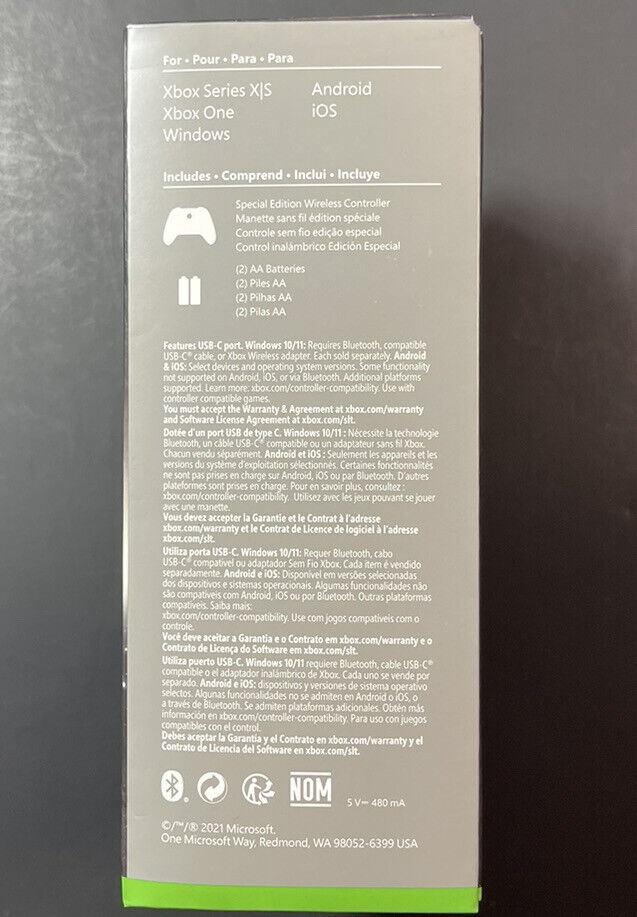 For • Pour • Para • Para
Xbox Series X|S
Xbox One
Windows
Android
iOS
Includes • Comprend • Inclui • Incluye
Special Edition Wireless Controller
Manette sans fil édition spéciale
Controle sem fio edição especial
Control inalámbrico Edición Especial
(2) AA Batteries
(2) Piles AA
(2) Pilhas AA
(2) Pilas AA
Features USB-C port. Windows 10/11: Requires Bluetooth, compatible
USB-C® cable, or Xbox Wireless adapter. Each sold separately. Android
& iOS: Select devices and operating system versions. Some functionality
not supported on Android, iOS, or via Bluetooth. Additional platforms
supported. Learn more: xbox.com/controller-compatibility. Use with
controller compatible games.
You must accept the Warranty & Agreement at xbox.com/warranty
and Software License Agreement at xbox.com/slt.
Dotée d'un port USB de type C. Windows 10/11 : Nécessite la technologie
Bluetooth, un câble USB-C® compatible ou un adaptateur sans fil Xbox.
Chacun vendu séparément. Android et iOS : Seulement les appareils et les
versions du système d'exploitation sélectionnés. Certaines fonctionnalités
ne sont pas prises en charge sur Android, iOS ou par Bluetooth. D'autres
plateformes sont prises en charge. Pour en savoir plus, consultez :
xbox.com/controller-compatibility. Utilisez avec les jeux pouvant se jouer
avec une manette.
Vous devez accepter la Garantie et le Contrat à l'adresse
xbox.com/warranty et le Contrat de Licence de logiciel à l'adresse
xbox.com/slt.
Utiliza porta USB-C. Windows 10/11: Requer Bluetooth, cabo
USB-C® compatível ou adaptador Sem Fio Xbox. Cada item é vendido
separadamente. Android e iOS: Disponível em versões selecionadas
dos dispositivos e sistemas operacionais. Algumas funcionalidades não
são compatíveis com Android, iOS ou por Bluetooth. Outras plataformas
compatíveis. Saiba mais:
xbox.com/controller-compatibility. Use com jogos compatíveis com o
controle.
Você deve aceitar a Garantia e o Contrato em xbox.com/warranty e o
Contrato de Licença do Software em xbox.com/slt.
Utiliza puerto USB-C. Windows 10/11 requiere Bluetooth, cable USB-C®
compatible o el adaptador inalámbrico de Xbox. Cada uno se vende por
separado. Android e iOS: dispositivos y versiones de sistema operativo
selectos. Algunas funcionalidades no se admiten en Android o iOS, o
a través de Bluetooth. Se admiten plataformas adicionales. Obtén más
información en xbox.com/controller-compatibility. Para uso con juegos
compatibles con el control.
Debes aceptar la Garantía y el Contrato en xbox.com/warranty y el
Contrato de Licencia del Software en xbox.com/slt.
NOM
5 V⎓ 480 mA
©/™/® 2021 Microsoft.
One Microsoft Way, Redmond, WA 98052-6399 USA